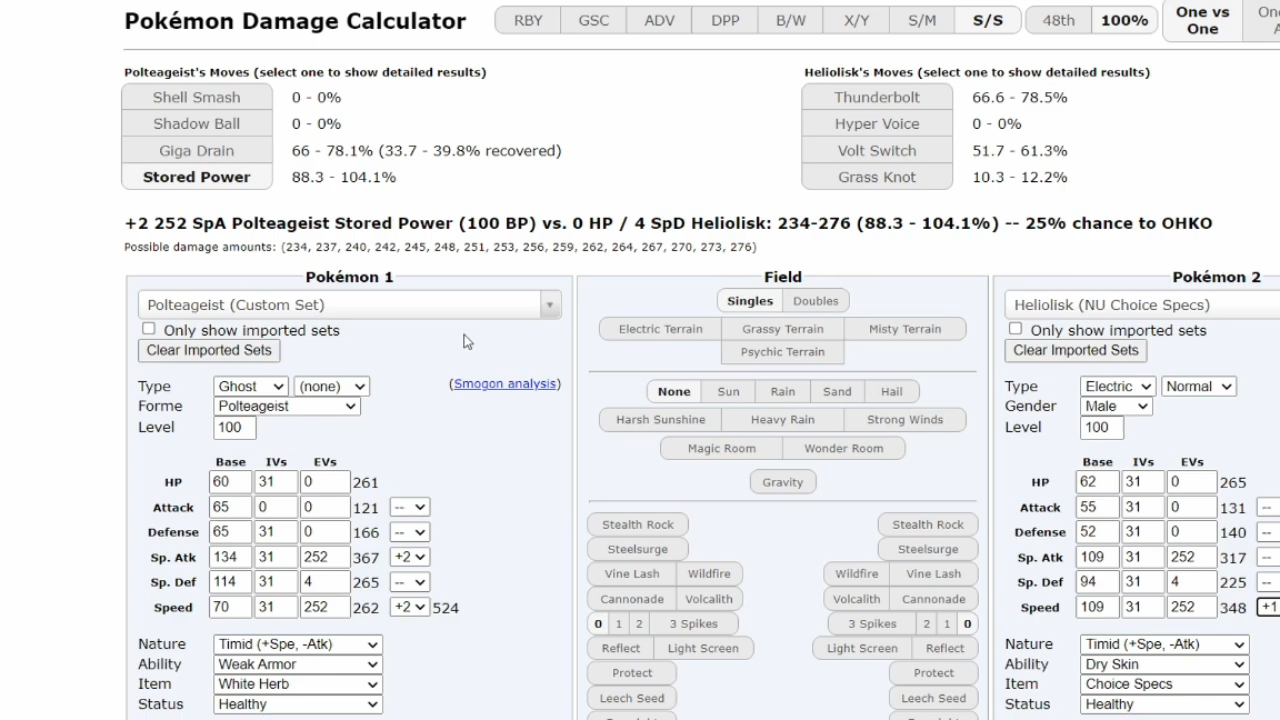 Pokémon Damage Calculator RBY GSC ADV DPP B/W X/Y S/M S/S 48th 100% One vs
One
Polteageist's Moves (select one to show detailed results) Heliolisk's Moves (select one to show detailed results)
Shell Smash 0 - 0% Thunderbolt 66.6 - 78.5%
Shadow Ball 0 - 0% Hyper Voice 0 - 0%
Giga Drain 66 - 78.1% (33.7 - 39.8% recovered) Volt Switch 51.7 - 61.3%
Stored Power 88.3 - 104.1% Grass Knot 10.3 - 12.2%
+2 252 SpA Polteageist Stored Power (100 BP) vs. 0 HP / 4 SpD Heliolisk: 234-276 (88.3 - 104.1%) -- 25% chance to OHKO
Possible damage amounts: (234, 237, 240, 242, 245, 248, 251, 253, 256, 259, 262, 264, 267, 270, 273, 276)
Pokémon 1 Field Pokémon 2
Polteageist (Custom Set) Singles Doubles Heliolisk (NU Choice Specs)
Only show imported sets Electric Terrain Grassy Terrain Misty Terrain Only show imported sets
Clear Imported Sets Psychic Terrain Clear Imported Sets
Type Ghost (none) (Smogon analysis) None Sun Rain Sand Hail Type Electric Normal
Forme Polteageist Harsh Sunshine Heavy Rain Strong Winds Gender Male
Level 100 Magic Room Wonder Room Level 100
Base IVs EVs Base IVs EVs
HP 60 31 0 261 Gravity HP 62 31 0 265
Attack 65 0 0 121 -- Attack 55 0 0 131 --
Defense 65 31 0 166 -- Stealth Rock Stealth Rock Defense 52 31 0 140 --
Sp. Atk 134 31 252 367 +2 Steelsurge Steelsurge Sp. Atk 109 31 252 317 --
Sp. Def 114 31 4 265 -- Vine Lash Wildfire Wildfire Vine Lash Sp. Def 94 31 4 225 --
Cannonade Volcalith Volcalith Cannonade
Speed 70 31 252 262 +2 524 0 1 2 3 Spikes 3 Spikes 2 1 0 Speed 109 31 252 348 +1
Nature Timid (+Spe, -Atk) Reflect Light Screen Light Screen Reflect Nature Timid (+Spe, -Atk)
Ability Weak Armor Protect Protect Ability Dry Skin
Item White Herb Leech Seed Leech Seed Item Choice Specs
Status Healthy Status Healthy